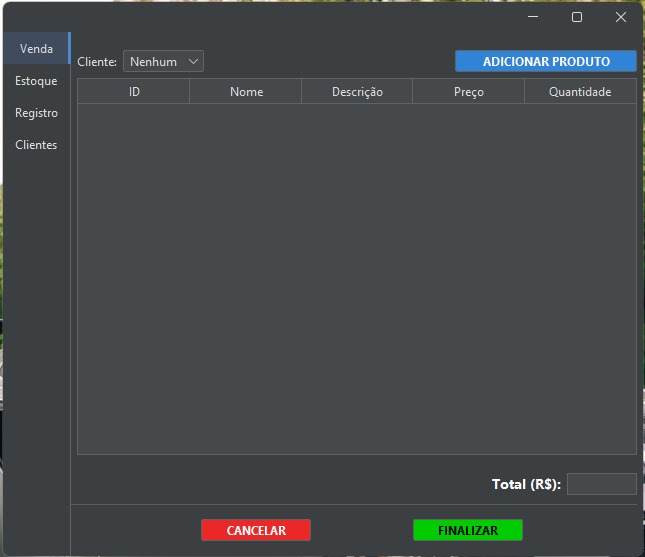 Venda
Estoque
Registro
Clientes
Cliente: Nenhum
ADICIONAR PRODUTO
ID Nome Descrição Preço Quantidade
Total (R$):
CANCELAR FINALIZAR